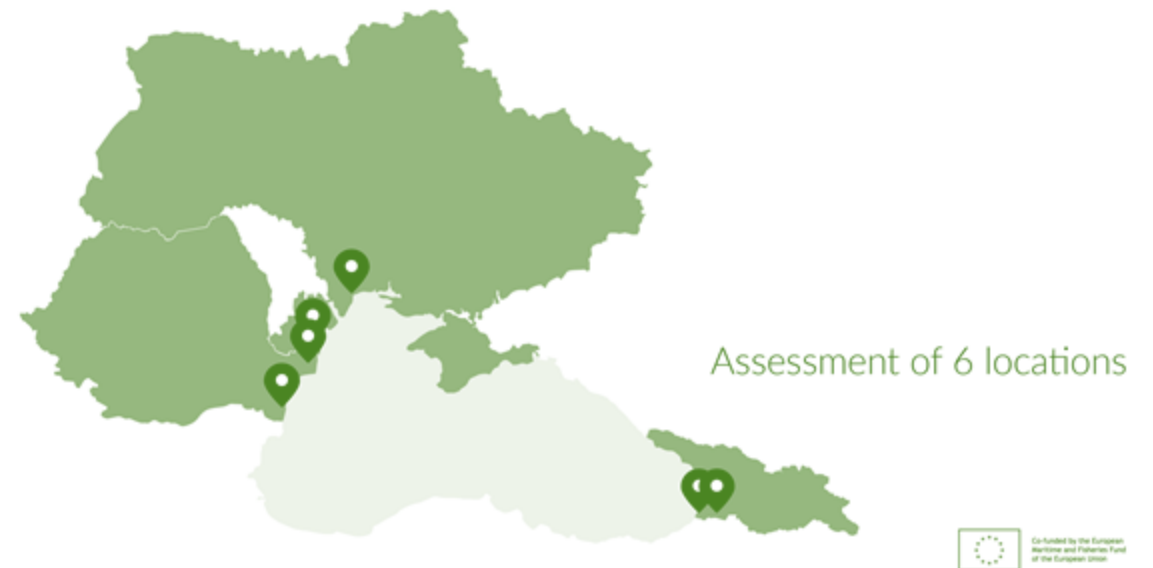 Assessment of 6 locations
Co-funded by the European
Maritime and Fisheries Fund
of the European Union